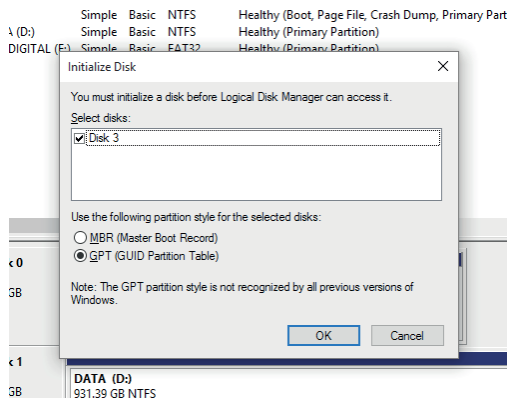 Simple Basic NTFS Healthy (Boot, Page File, Crash Dump, Primary Part
(D:) Simple Basic NTFS Healthy (Primary Partition)
DIGITAL (E:) Simple Basic FAT32 Healthy (Primary Partition)
Initialize Disk
You must initialize a disk before Logical Disk Manager can access it.
Select disks:
Disk 3
Use the following partition style for the selected disks:
MBR (Master Boot Record)
GPT (GUID Partition Table)
Note: The GPT partition style is not recognized by all previous versions of
Windows.
OK Cancel
k 0
GB
k 1
GB
DATA (D:)
931.39 GB NTFS